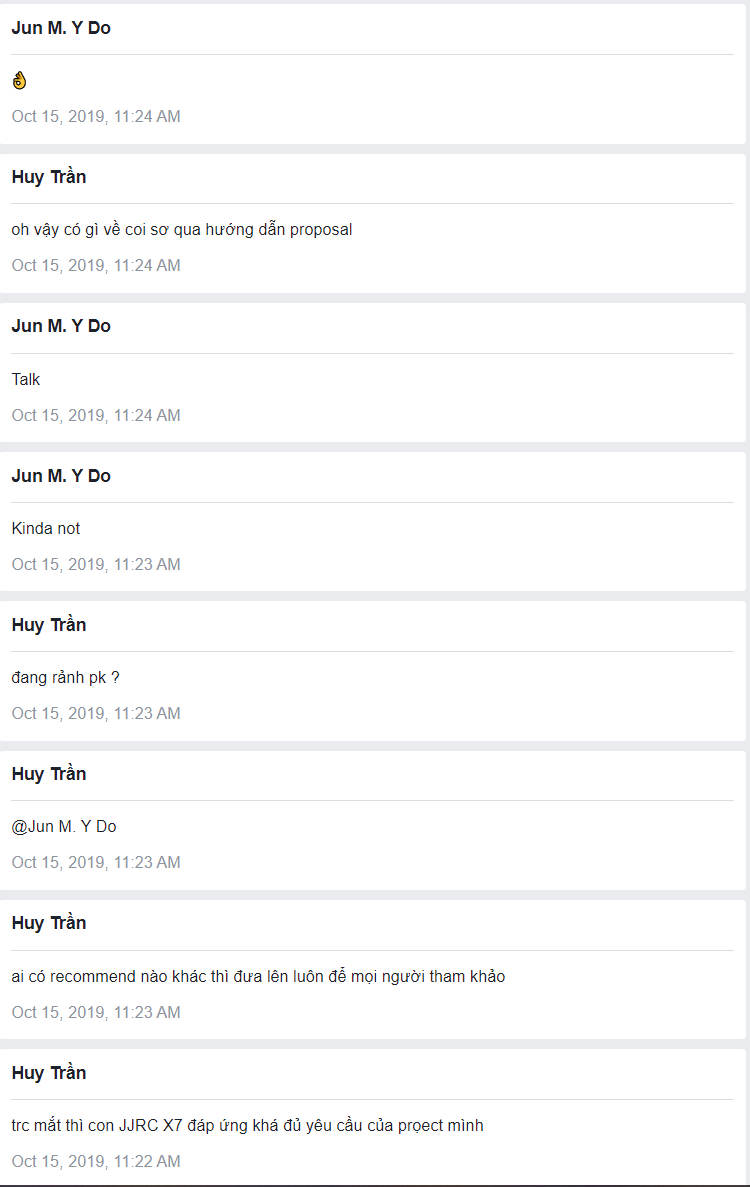 Jun M. Y Do
👌
Oct 15, 2019, 11:24 AM
Huy Trần
oh vậy có gì về coi sơ qua hướng dẫn proposal
Oct 15, 2019, 11:24 AM
Jun M. Y Do
Talk
Oct 15, 2019, 11:24 AM
Jun M. Y Do
Kinda not
Oct 15, 2019, 11:23 AM
Huy Trần
đang rảnh pk ?
Oct 15, 2019, 11:23 AM
Huy Trần
@Jun M. Y Do
Oct 15, 2019, 11:23 AM
Huy Trần
ai có recommend nào khác thì đưa lên luôn để mọi người tham khảo
Oct 15, 2019, 11:23 AM
Huy Trần
trc mắt thì con JJRC X7 đáp ứng khá đủ yêu cầu của prọect mình
Oct 15, 2019, 11:22 AM